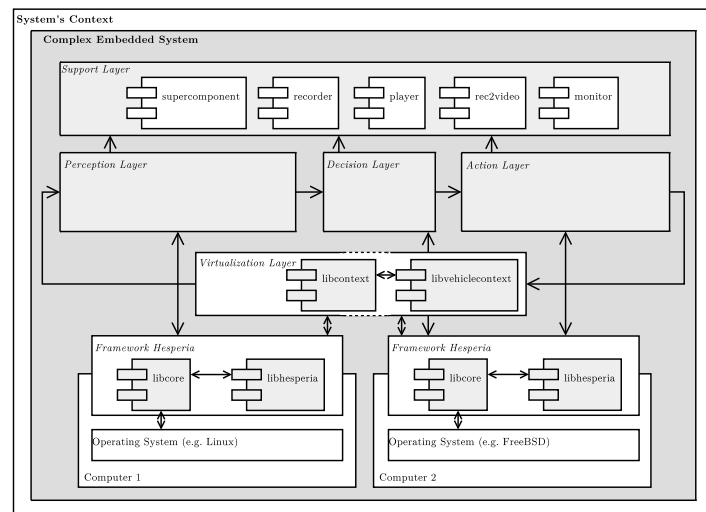 System's Context
Complex Embedded System
Support Layer
supercomponent
recorder
player
rec2video
monitor
Perception Layer
Decision Layer
Action Layer
Virtualization Layer
libcontext
libvehiclecontext
Framework Hesperia
libcore
libhesperia
Operating System (e.g. Linux)
Computer 1
Framework Hesperia
libcore
libhesperia
Operating System (e.g. FreeBSD)
Computer 2